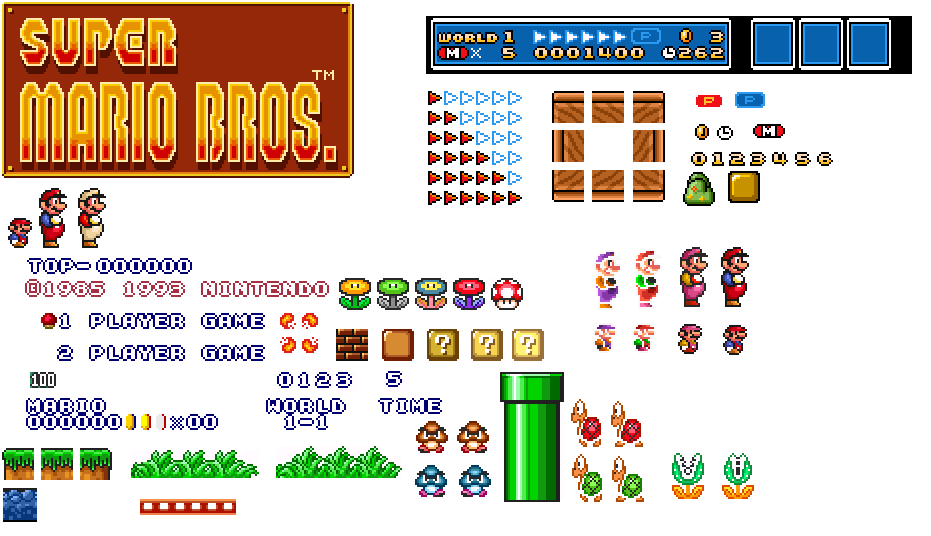 SUPER
MARIO BROS.™
WORLD 1 P 3
M x 5 0001400 262
P P
M
0123456
TOP-000000
©1985 1993 NINTENDO
1 PLAYER GAME
2 PLAYER GAME
? ? ?
100
0123 5
MARIO WORLD TIME
000000 x00 1-1